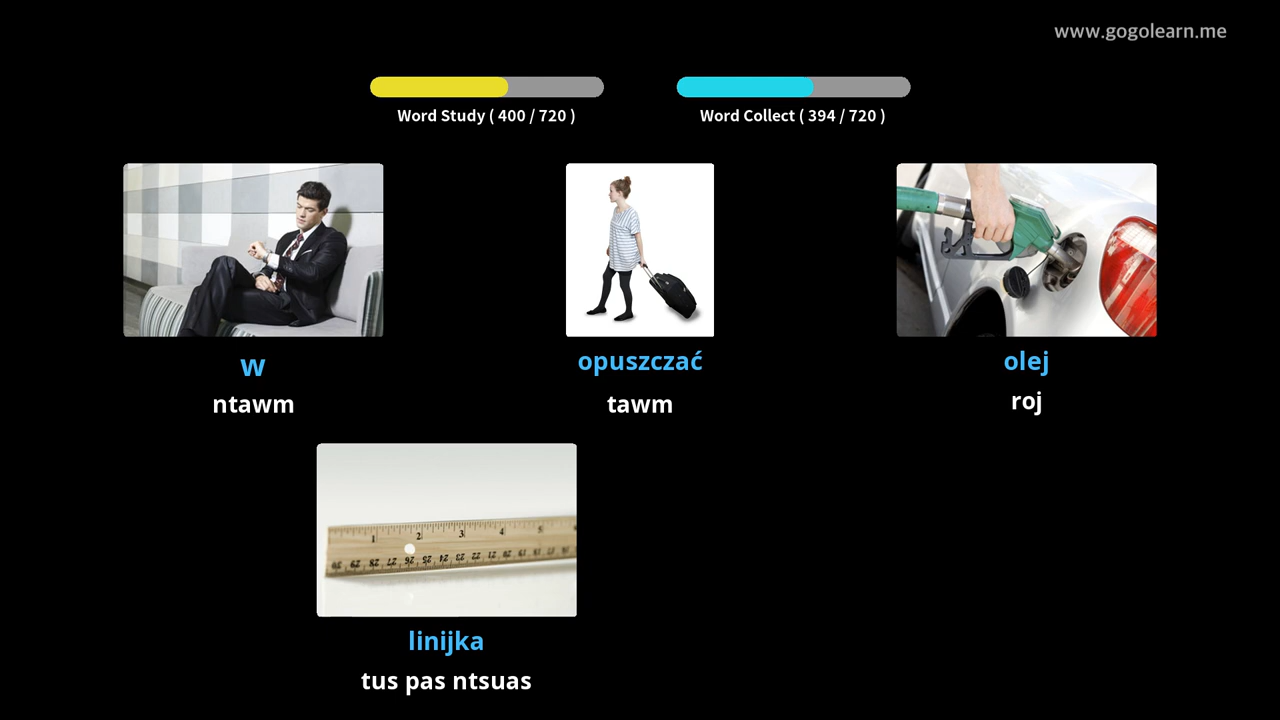 www.gogolearn.me
Word Study ( 400 / 720 )
Word Collect ( 394 / 720 )
w
ntawm
opuszczać
tawm
olej
roj
linijka
tus pas ntsuas